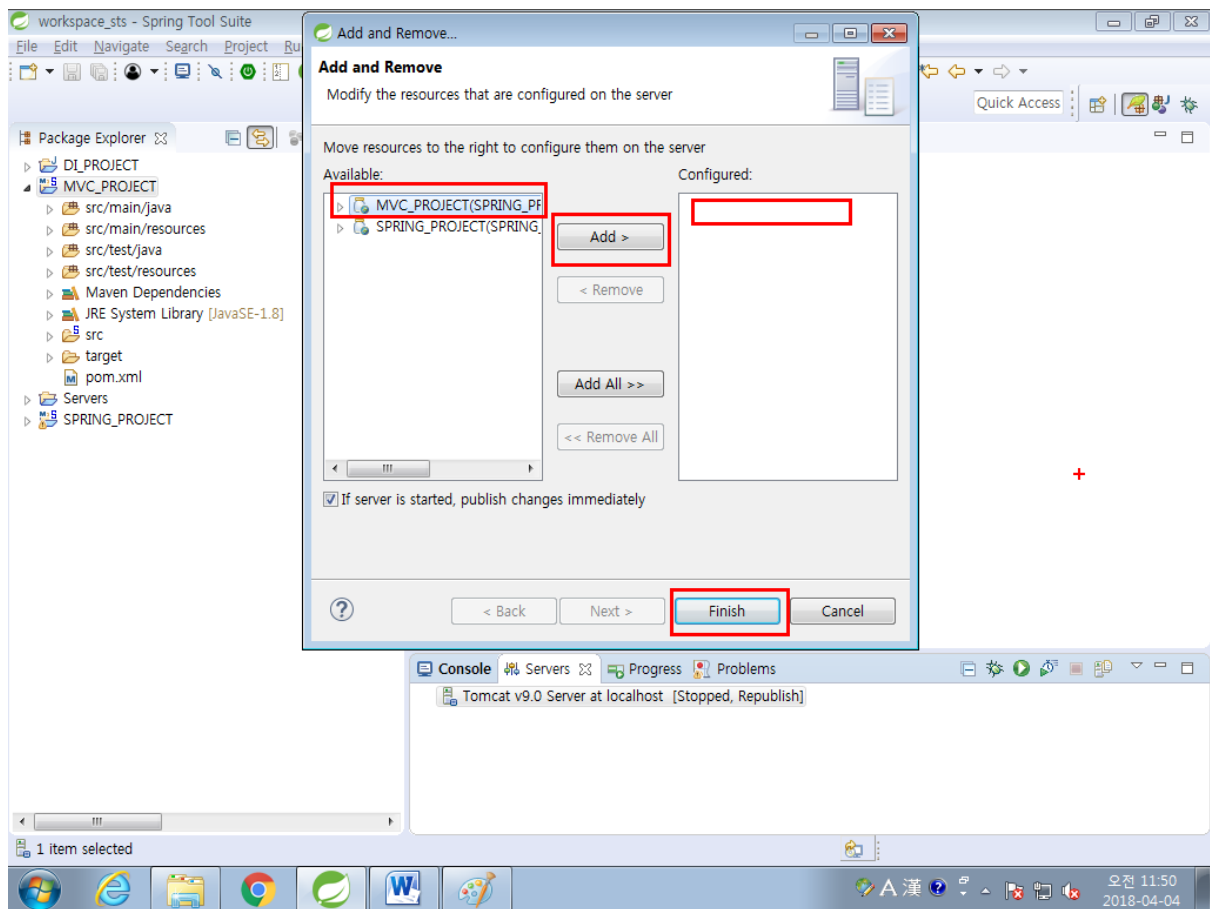 workspace_sts - Spring Tool Suite
File Edit Navigate Search Project Ru
Quick Access
Package Explorer
DI_PROJECT
MVC_PROJECT
src/main/java
src/main/resources
src/test/java
src/test/resources
Maven Dependencies
JRE System Library [JavaSE-1.8]
src
target
pom.xml
Servers
SPRING_PROJECT
Add and Remove...
Add and Remove
Modify the resources that are configured on the server
Move resources to the right to configure them on the server
Available:
Configured:
MVC_PROJECT(SPRING_PF
SPRING_PROJECT(SPRING_
Add >
< Remove
Add All >>
<< Remove All
If server is started, publish changes immediately
< Back Next > Finish Cancel
Console Servers Progress Problems
Tomcat v9.0 Server at localhost [Stopped, Republish]
1 item selected
A 漢
오전 11:50
2018-04-04